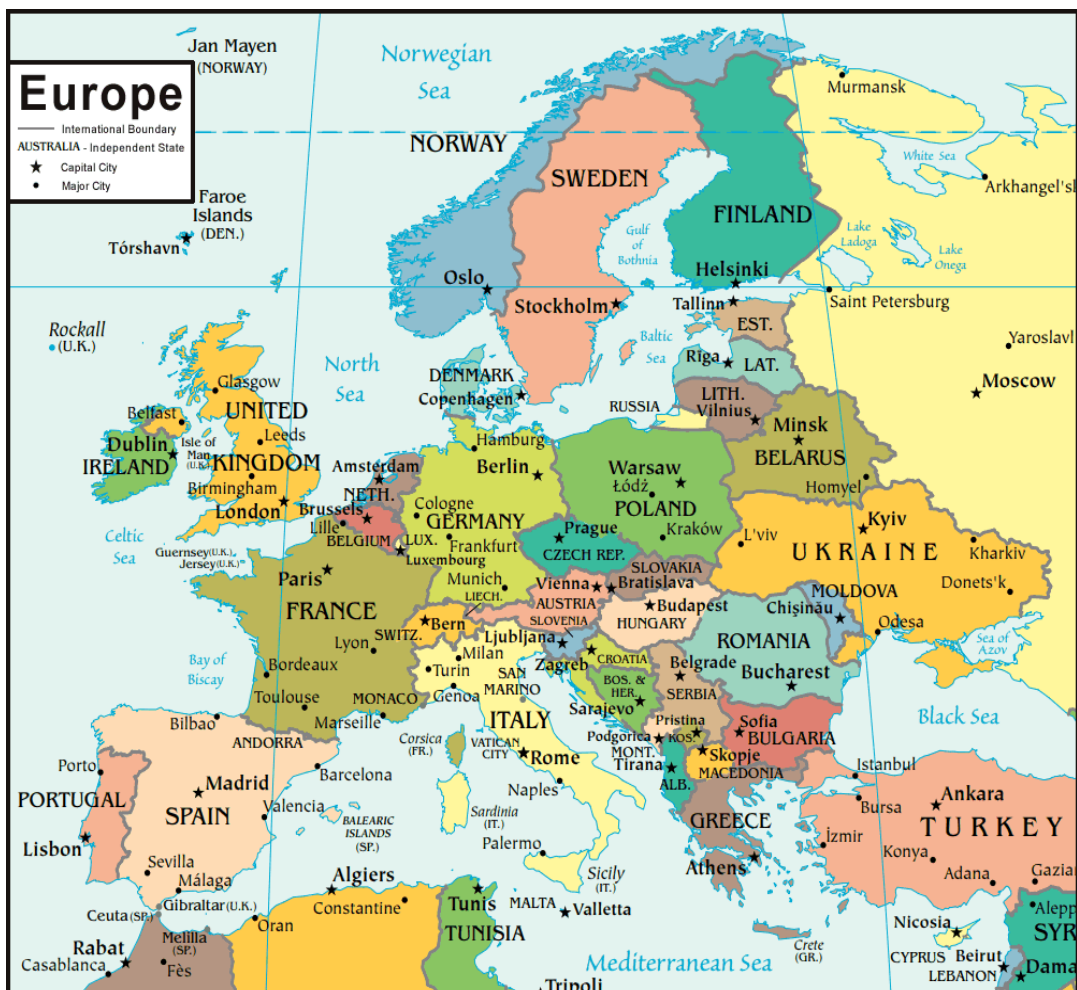 Jan Mayen
(NORWAY)
Norwegian
Sea
Europe
International Boundary
AUSTRALIA - Independent State
Capital City
Major City
Murmansk
NORWAY
White Sea
SWEDEN
Arkhangel'sk
Faroe
Islands
(DEN.)
FINLAND
Tórshavn
Gulf
of
Bothnia
Lake
Ladoga
Lake
Onega
Oslo
Helsinki
Stockholm
Tallinn
Saint Petersburg
Rockall
(U.K.)
EST.
Baltic
Sea
Yaroslavl
North
Sea
Rīga
LAT.
DENMARK
Copenhagen
Moscow
Glasgow
LITH.
Vilnius
RUSSIA
UNITED
KINGDOM
Belfast
Minsk
BELARUS
Dublin
IRELAND
Isle of
Man
(U.K.)
Leeds
Hamburg
Amsterdam
NETH.
Berlin
Warsaw
Łódź
POLAND
Homyel
Birmingham
London
Brussels
Lille
BELGIUM
Cologne
GERMANY
Prague
CZECH REP.
Kraków
L'viv
Kyiv
UKRAINE
Kharkiv
Donets'k
Celtic
Sea
Guernsey (U.K.)
Jersey (U.K.)
LUX.
Luxembourg
Frankfurt
Paris
FRANCE
Munich
LIECH.
Vienna
AUSTRIA
SLOVAKIA
Bratislava
MOLDOVA
Chişinău
Odesa
Budapest
HUNGARY
SLOVENIA
Ljubljana
Bern
SWITZ.
Lyon
Milan
Turin
Genoa
SAN
MARINO
Zagreb
CROATIA
ROMANIA
Bucharest
Sea of
Azov
Bay of
Biscay
Bordeaux
Toulouse
MONACO
Marseille
BOS. &
HER.
Sarajevo
Belgrade
SERBIA
Bilbao
ANDORRA
Corsica
(FR.)
ITALY
VATICAN
CITY
Rome
Podgorica
MONT.
Pristina
KOS.
Sofia
BULGARIA
Black Sea
Tirana
ALB.
Skopje
MACEDONIA
Istanbul
Porto
Madrid
Barcelona
PORTUGAL
SPAIN
Valencia
Naples
Bursa
Ankara
TURKEY
Lisbon
BALEARIC
ISLANDS
(SP.)
Sardinia
(IT.)
GREECE
İzmir
Konya
Sevilla
Málaga
Palermo
Sicily
(IT.)
Athens
Adana
Gazian
Algiers
Ceuta (SP.)
Gibraltar (U.K.)
Oran
Constantine
Tunis
TUNISIA
MALTA
Valletta
Nicosia
Alepp
SYR
Rabat
Melilla
(SP.)
Casablanca
Fès
Crete
(GR.)
CYPRUS
Beirut
LEBANON
Dama
Mediterranean Sea
Tripoli